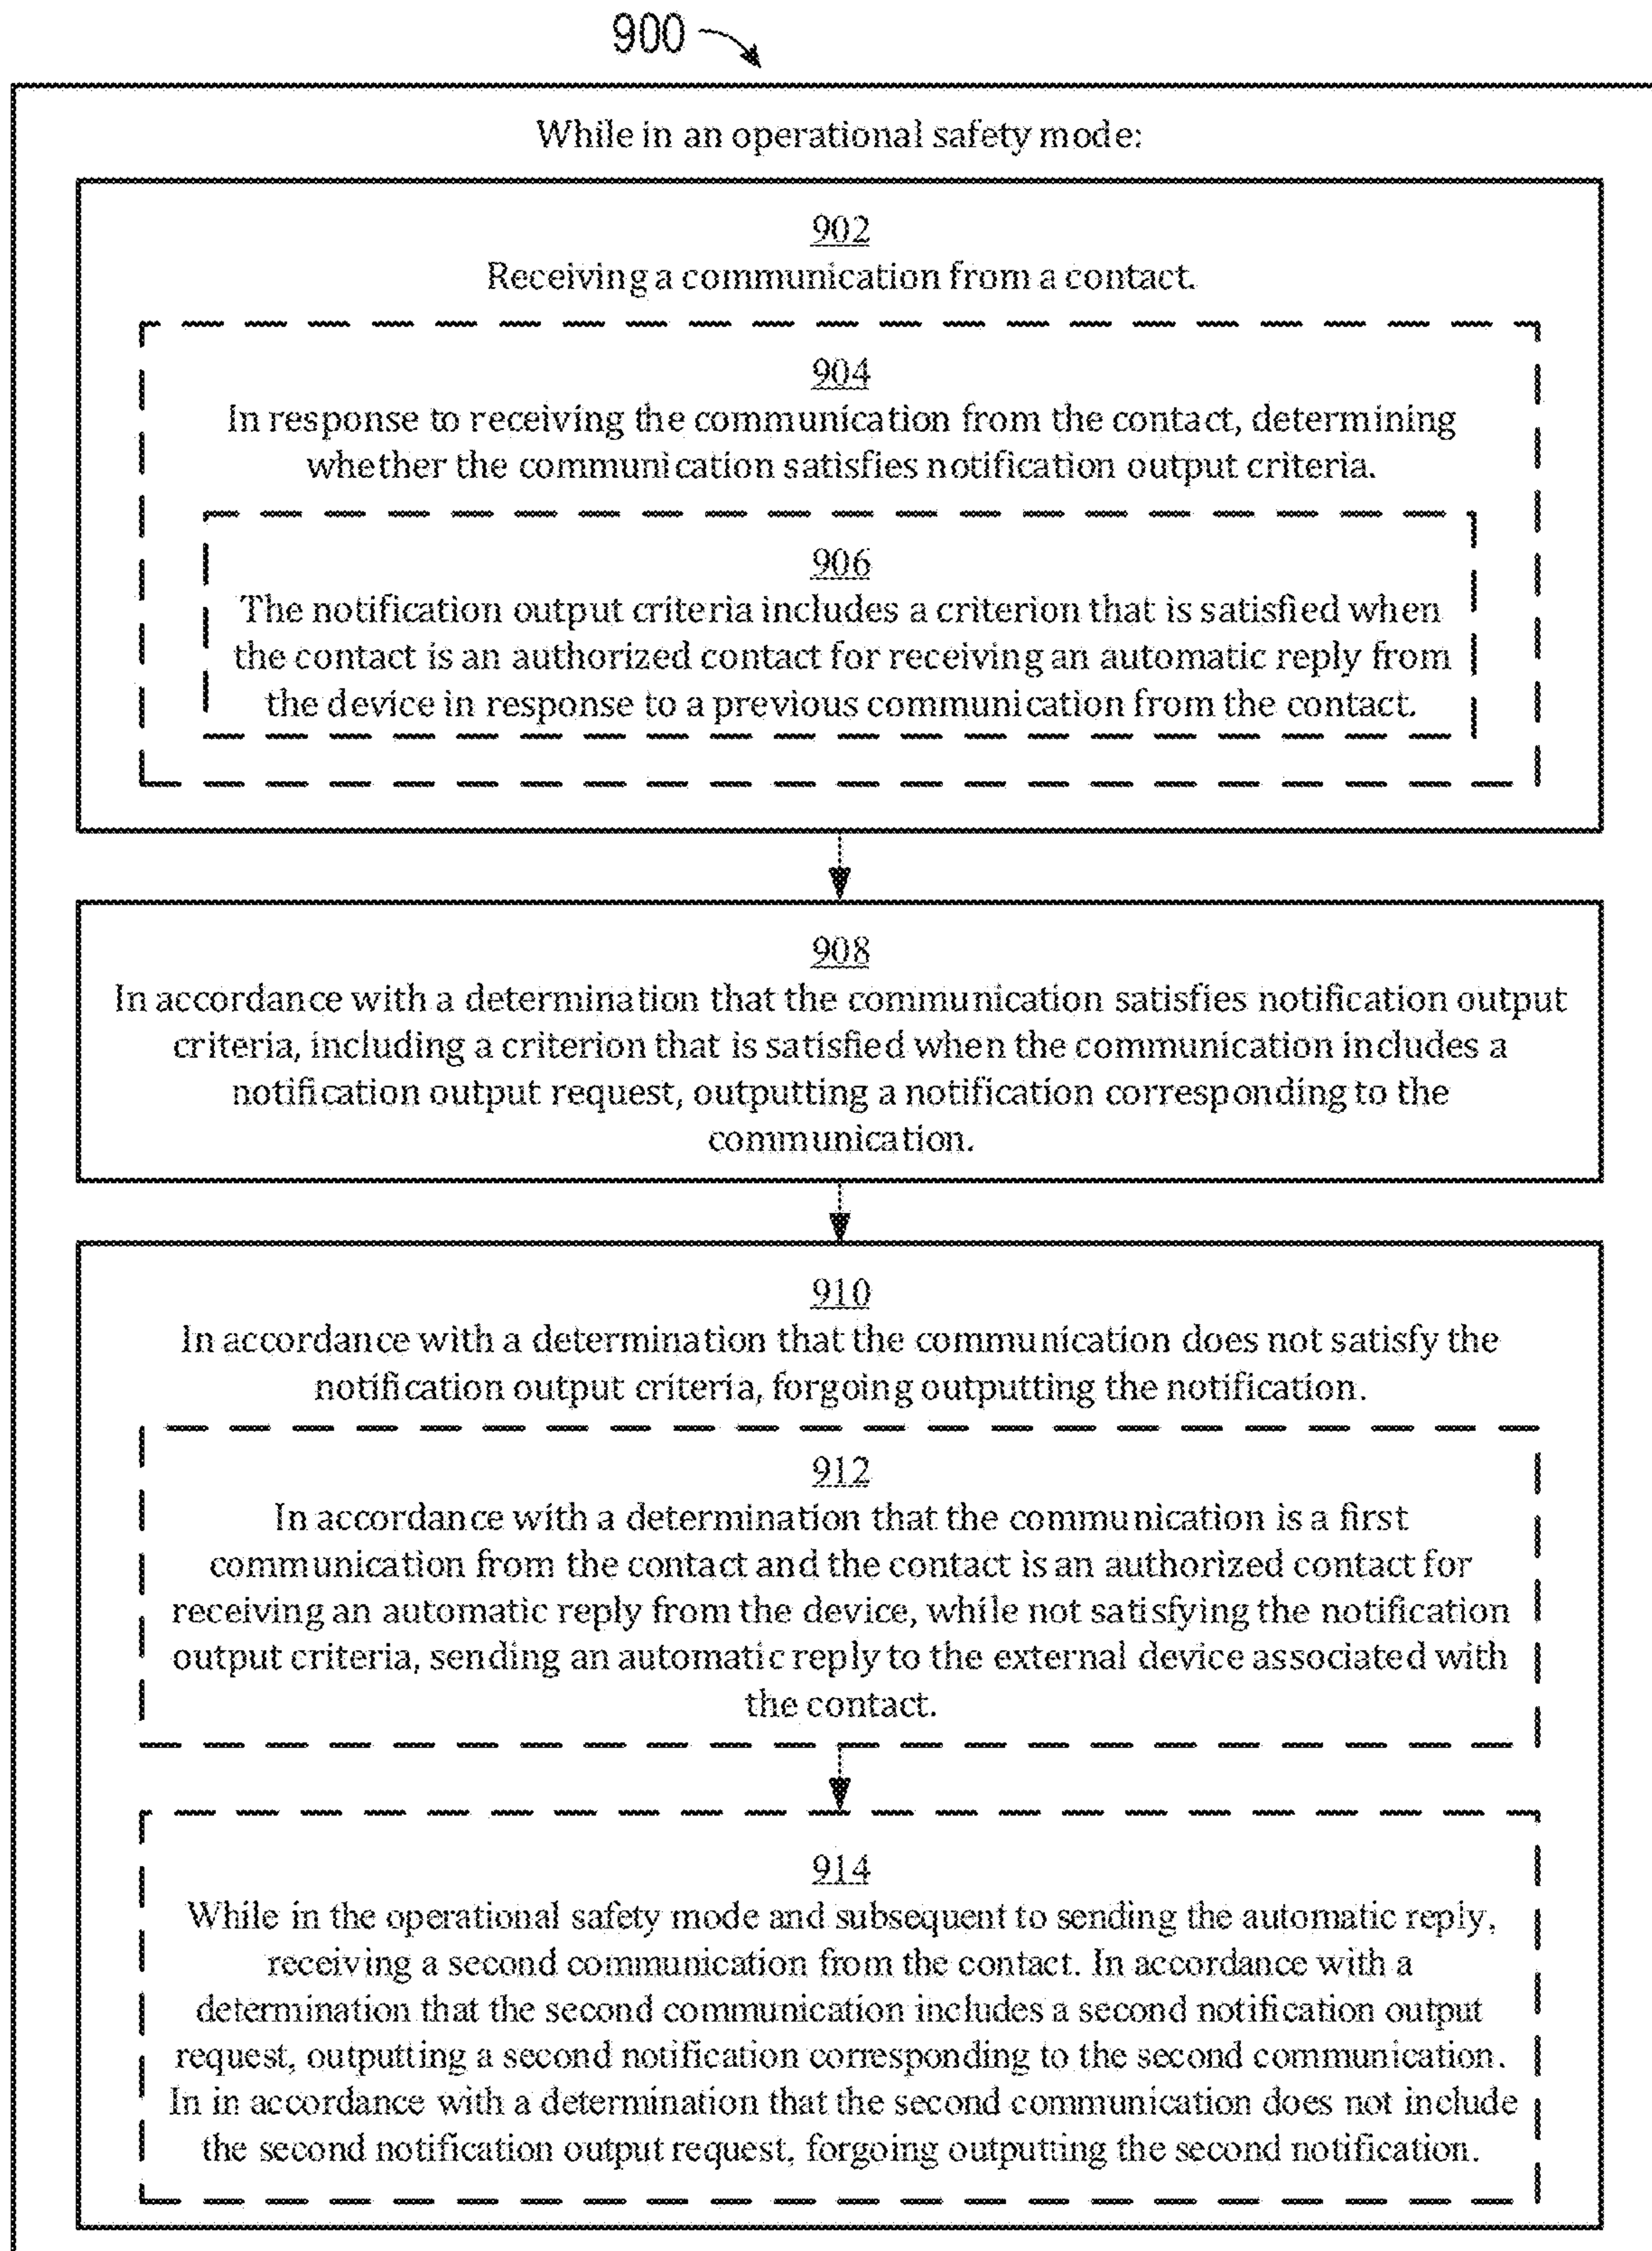 900
While in an operational safety mode:
902
Receiving a communication from a contact.
904
In response to receiving the communication from the contact, determining
whether the communication satisfies notification output criteria.
906
The notification output criteria includes a criterion that is satisfied when
the contact is an authorized contact for receiving an automatic reply from
the device in response to a previous communication from the contact.
908
In accordance with a determination that the communication satisfies notification output
criteria, including a criterion that is satisfied when the communication includes a
notification output request, outputting a notification corresponding to the
communication.
910
In accordance with a determination that the communication does not satisfy the
notification output criteria, forgoing outputting the notification.
912
In accordance with a determination that the communication is a first
communication from the contact and the contact is an authorized contact for
receiving an automatic reply from the device, while not satisfying the notification
output criteria, sending an automatic reply to the external device associated with
the contact.
914
While in the operational safety mode and subsequent to sending the automatic reply,
receiving a second communication from the contact. In accordance with a
determination that the second communication includes a second notification output
request, outputting a second notification corresponding to the second communication.
In in accordance with a determination that the second communication does not include
the second notification output request, forgoing outputting the second notification.